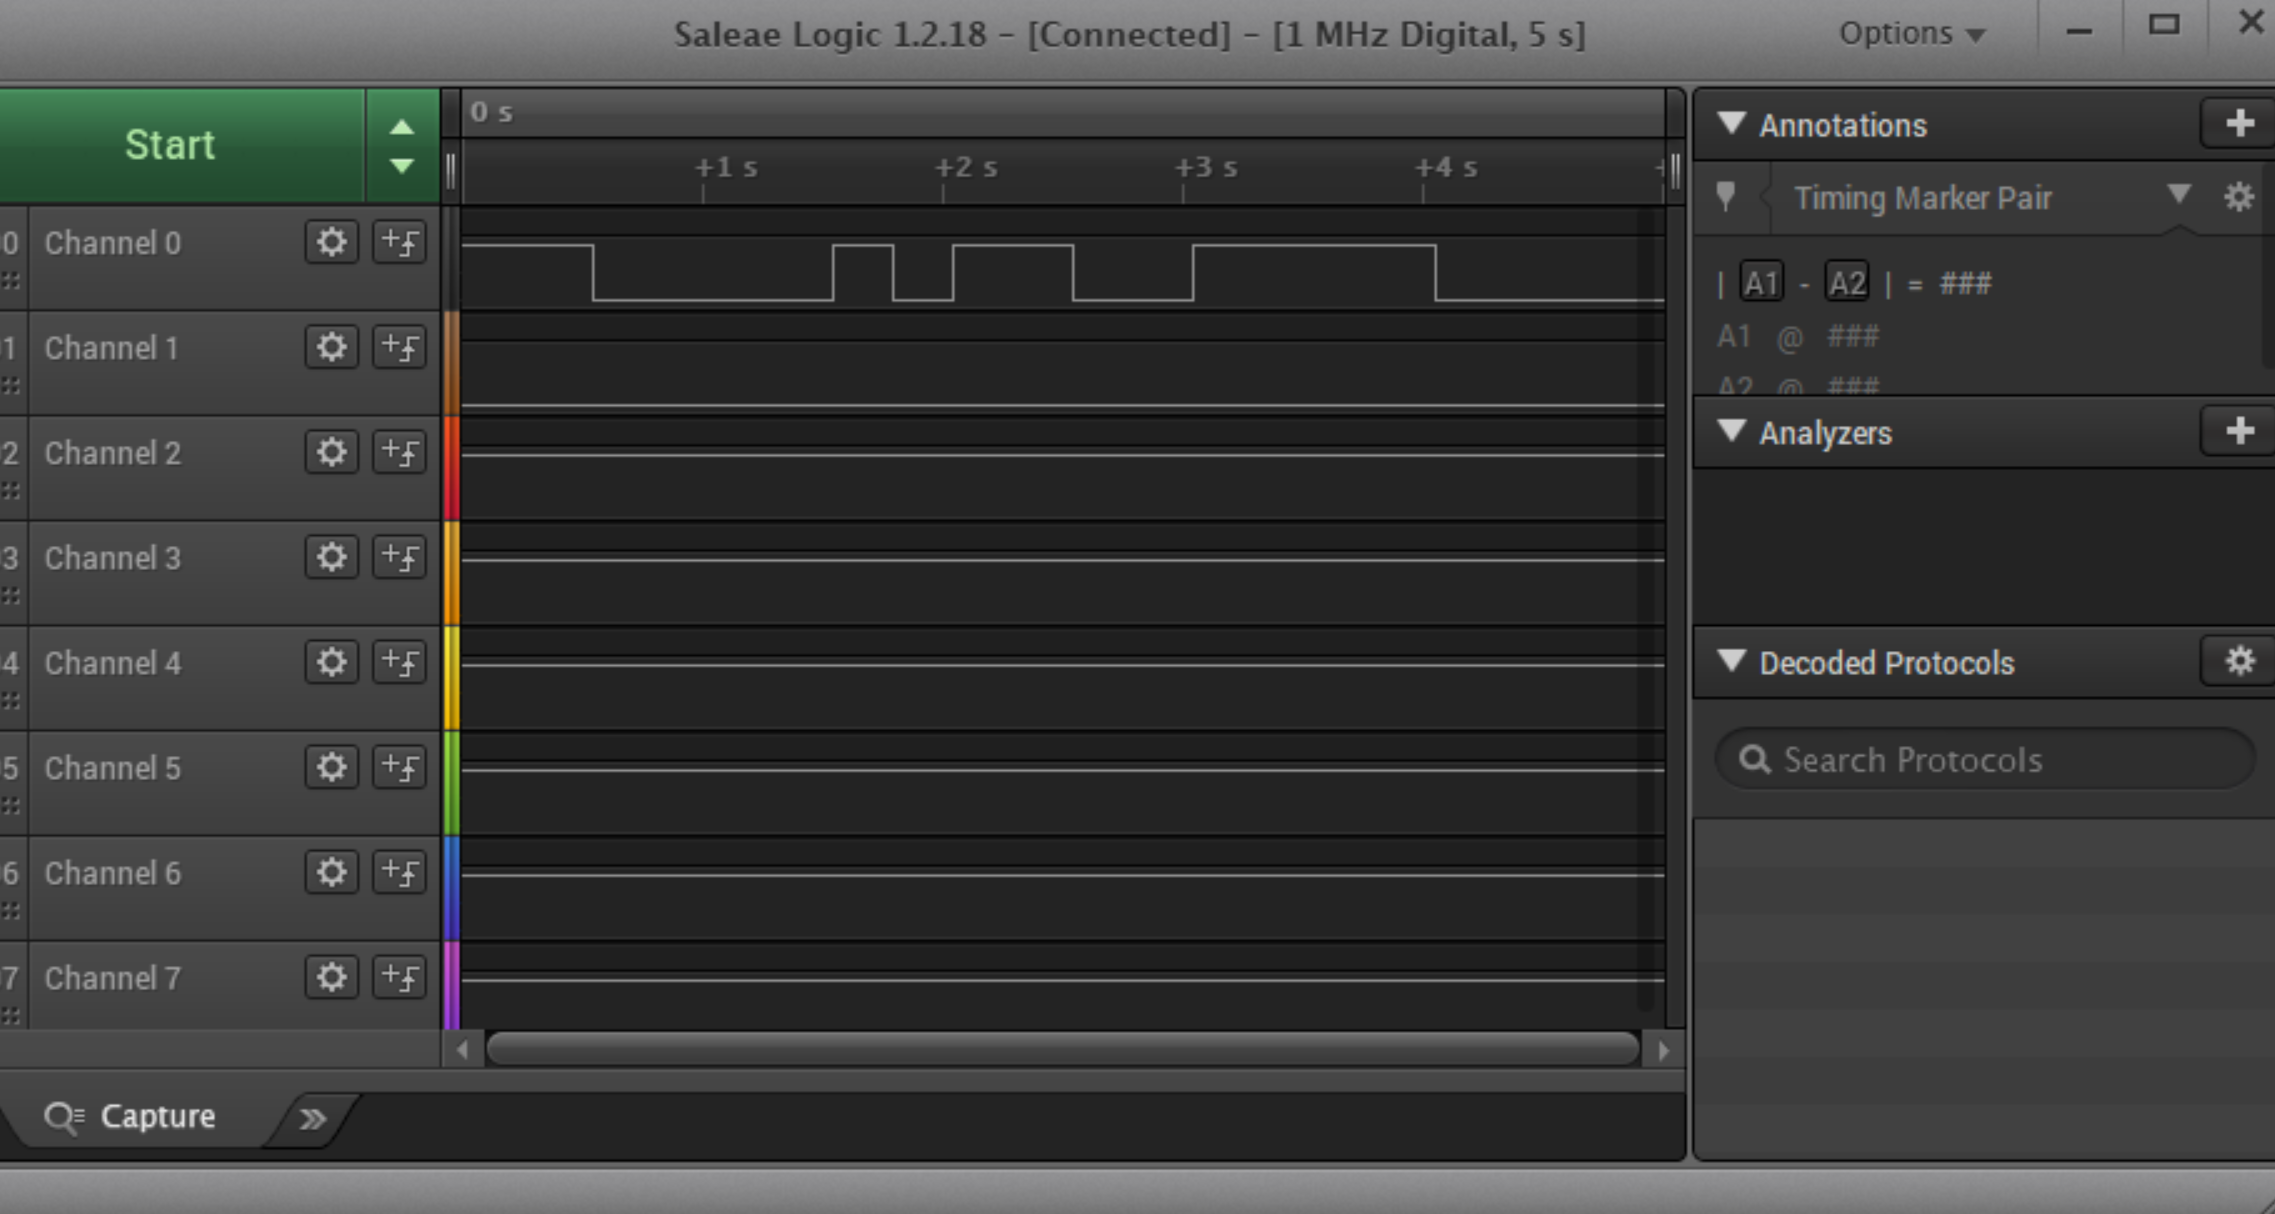 Saleae Logic 1.2.18 - [Connected] - [1 MHz Digital, 5 s]
Options
Start
0 s
+1 s +2 s +3 s +4 s +
0 Channel 0
1 Channel 1
2 Channel 2
3 Channel 3
4 Channel 4
5 Channel 5
6 Channel 6
7 Channel 7
Capture
Annotations
Timing Marker Pair
| A1 - A2 | = ###
A1 @ ###
A2 @ ###
Analyzers
Decoded Protocols
Search Protocols